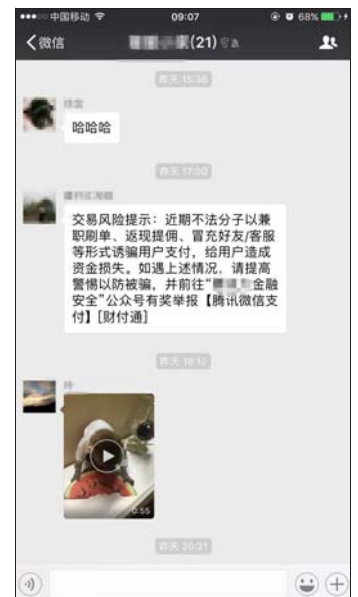 中国移动
09:07
68%
微信
(21)
昨天 15:38
哈哈哈
昨天 17:00
交易风险提示：近期不法分子以兼
职刷单、返现提佣、冒充好友/客服
等形式诱骗用户支付，给用户造成
资金损失。如遇上述情况，请提高
警惕以防被骗，并前往“
金融
安全”公众号有奖举报【腾讯微信支
付】[财付通]
昨天 18:12
0:55
昨天 20:31